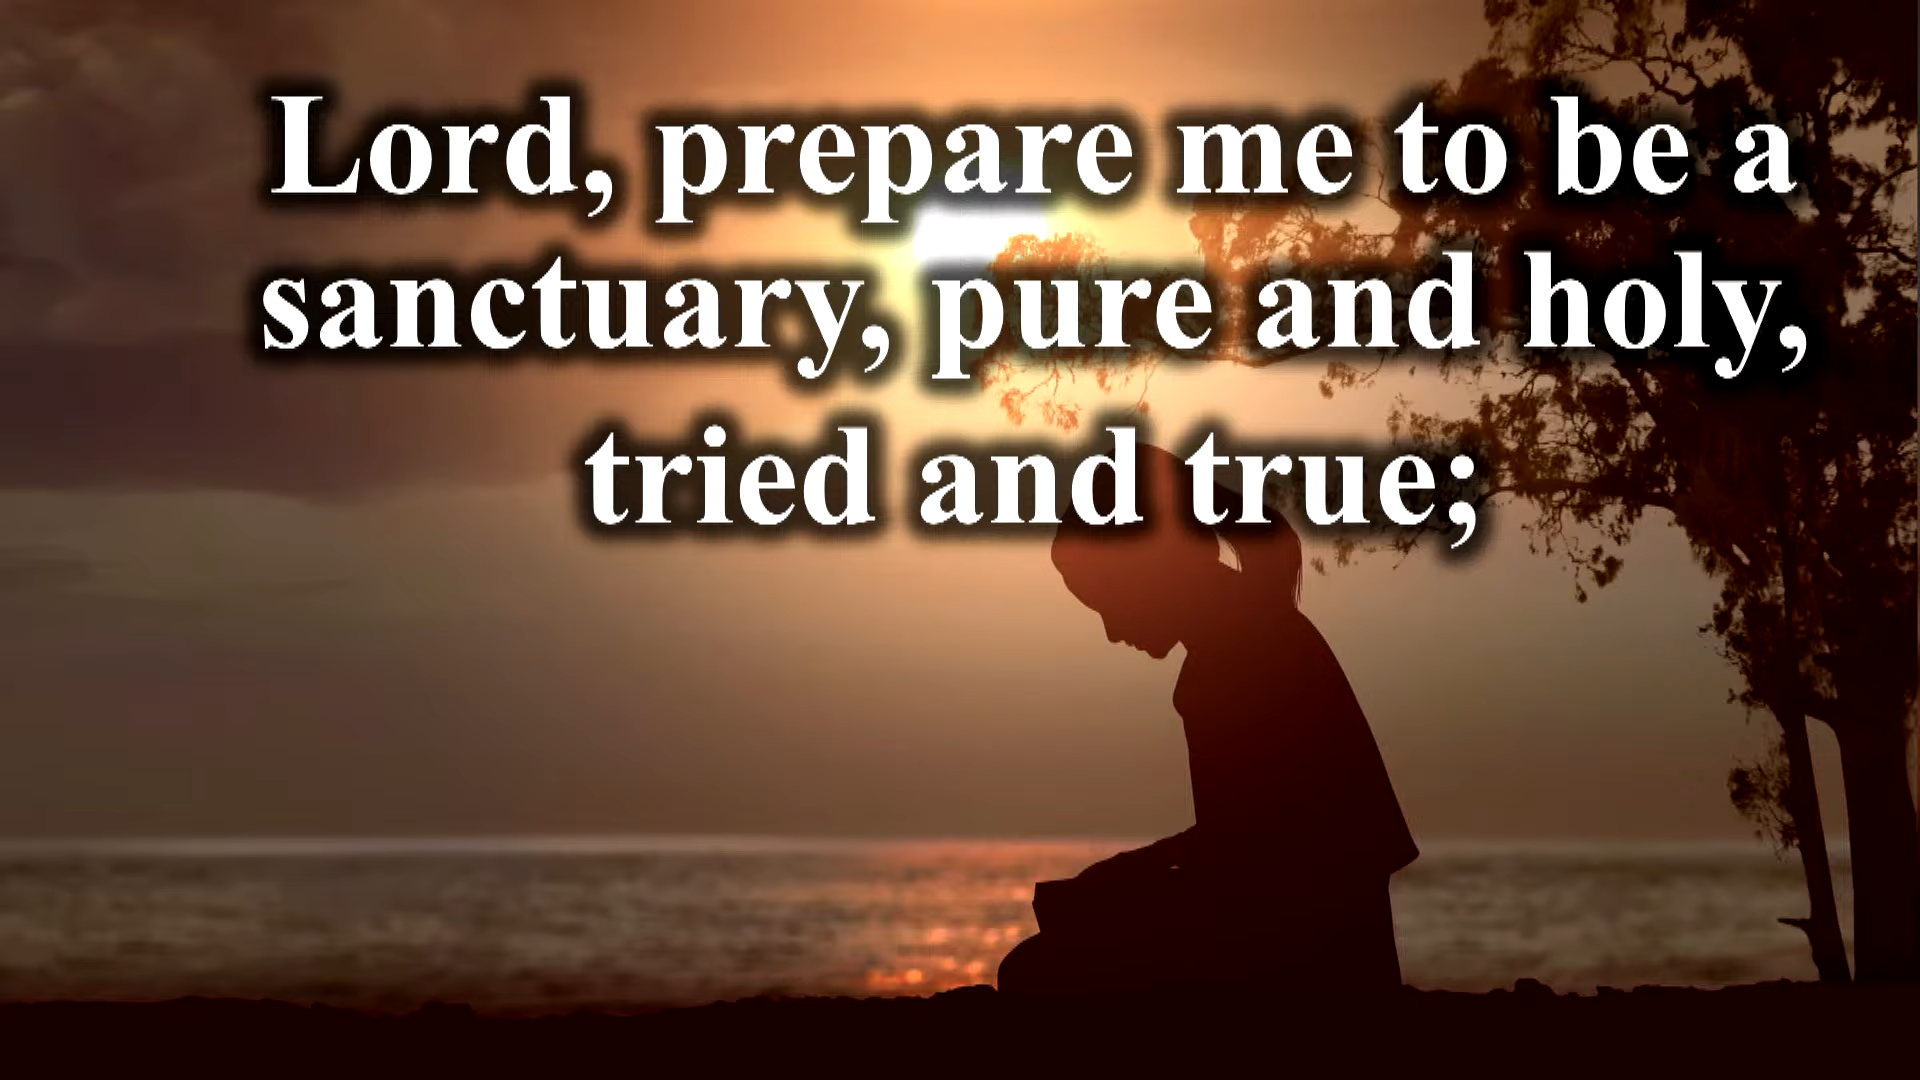 Lord, prepare me to be a
sanctuary, pure and holy,
tried and true;